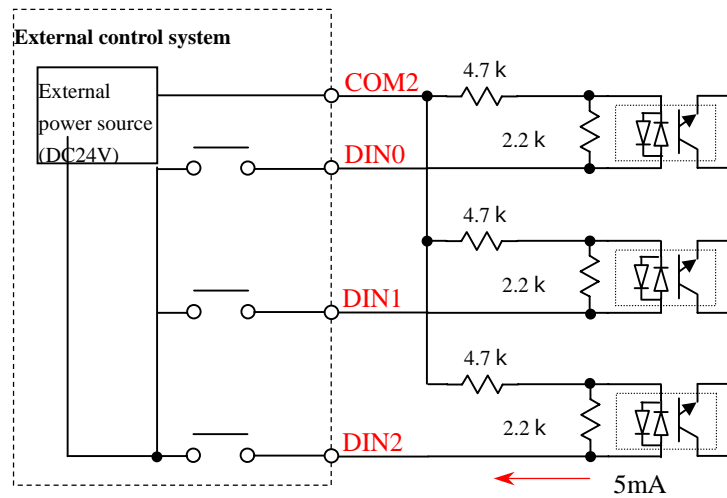 External control system
External
power source
(DC24V)
COM2
4.7 k
2.2 k
DIN0
4.7 k
2.2 k
DIN1
4.7 k
2.2 k
DIN2
5mA